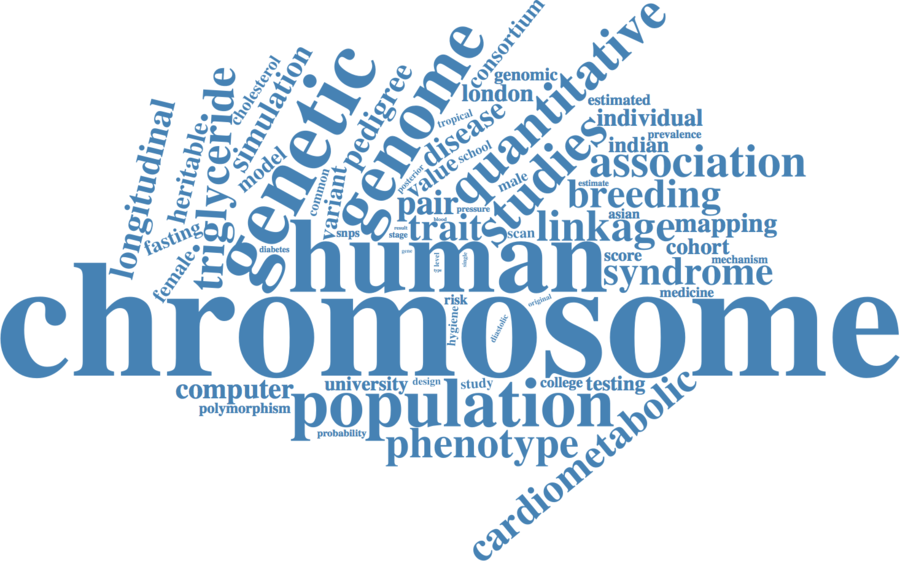 consortium
genome
quantitative
genetic
cholesterol
simulation
triglyceride
longitudinal
heritable
model
pedigree
genomic
london
tropical
disease
estimated
individual
prevalence
studies
indian
association
school
value
posterior
common
variant
male
estimate
breeding
pair
pressure
asian
fasting
female
diabetes
snps
stage
result
blood
trait
scan
linkage
mapping
cohort
score
mechanism
human
gene
level
type
single
syndrome
medicine
chromosome
risk
hygiene
diastolic
original
computer
university
design
study
college
testing
polymorphism
population
cardiometabolic
probability
phenotype